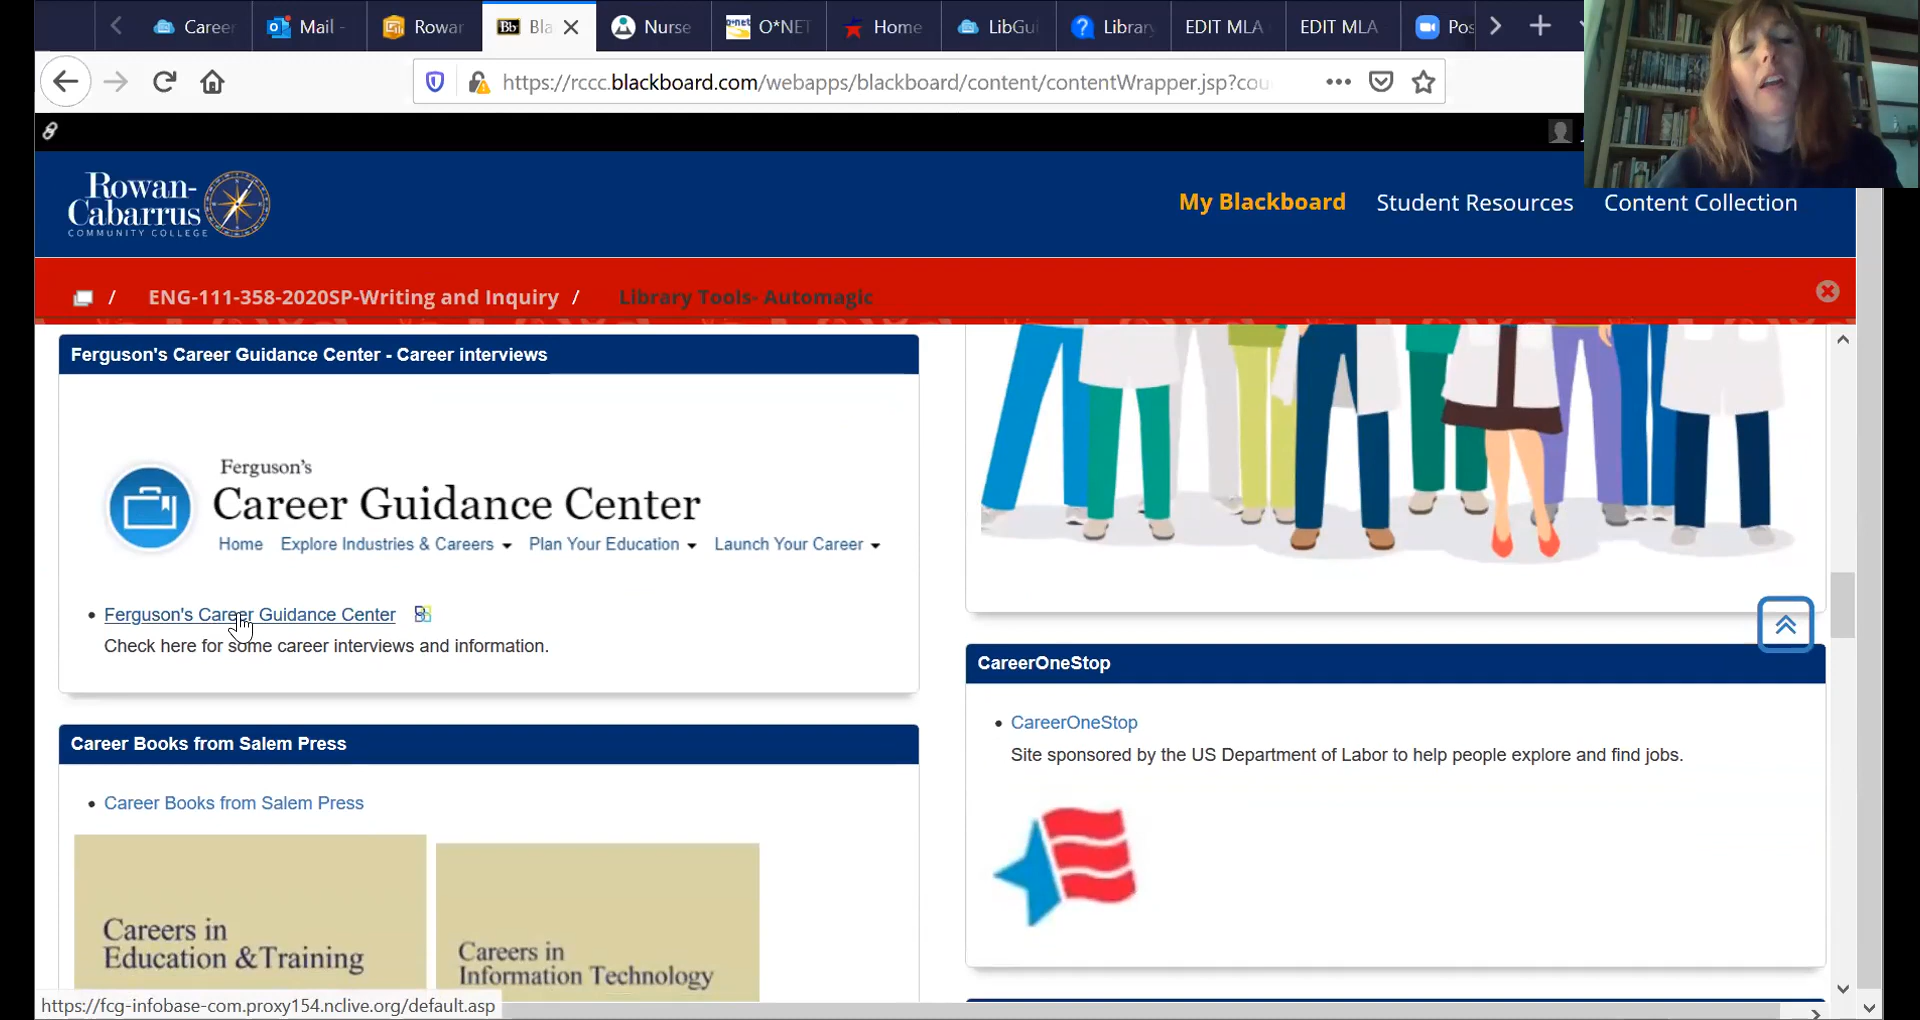 Career
Mail -
Rowar
Bla
Nurse
O*NET
Home
LibGui
Library
EDIT MLA
EDIT MLA
Pos
https://rccc.blackboard.com/webapps/blackboard/content/contentWrapper.jsp?cou
Rowan-
Cabarrus
COMMUNITY COLLEGE
My Blackboard
Student Resources
Content Collection
/ ENG-111-358-2020SP-Writing and Inquiry / Library Tools- Automagic
Ferguson's Career Guidance Center - Career interviews
Ferguson's
Career Guidance Center
Home Explore Industries & Careers Plan Your Education Launch Your Career
• Ferguson's Career Guidance Center
Check here for some career interviews and information.
Career Books from Salem Press
• Career Books from Salem Press
Careers in
Education &Training
Careers in
Information Technology
CareerOneStop
• CareerOneStop
Site sponsored by the US Department of Labor to help people explore and find jobs.
https://fcg-infobase-com.proxy154.nclive.org/default.asp